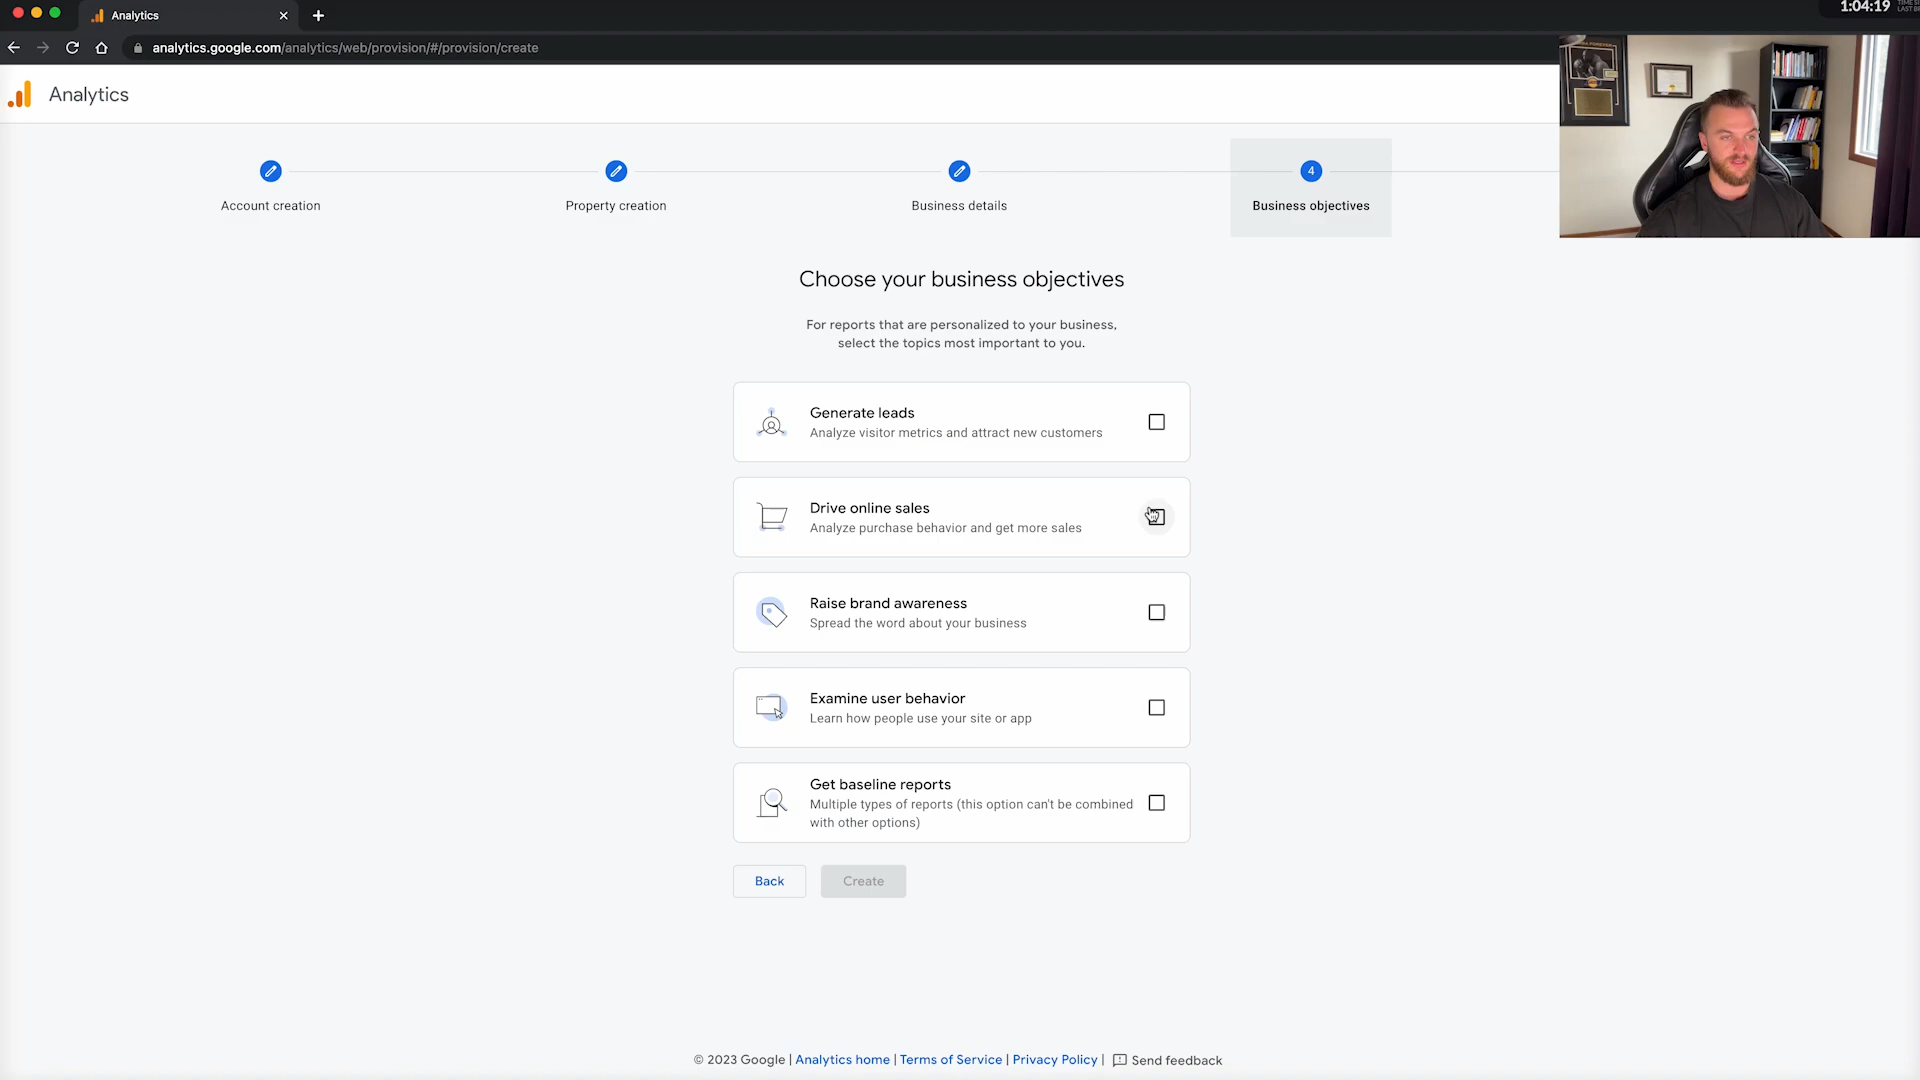 Analytics
1:04:19
analytics.google.com/analytics/web/provision/#/provision/create
Analytics
4
Account creation
Property creation
Business details
Business objectives
Choose your business objectives
For reports that are personalized to your business,
select the topics most important to you.
Generate leads
Analyze visitor metrics and attract new customers
Drive online sales
Analyze purchase behavior and get more sales
Raise brand awareness
Spread the word about your business
Examine user behavior
Learn how people use your site or app
Get baseline reports
Multiple types of reports (this option can't be combined
with other options)
Back
Create
© 2023 Google | Analytics home | Terms of Service | Privacy Policy | Send feedback